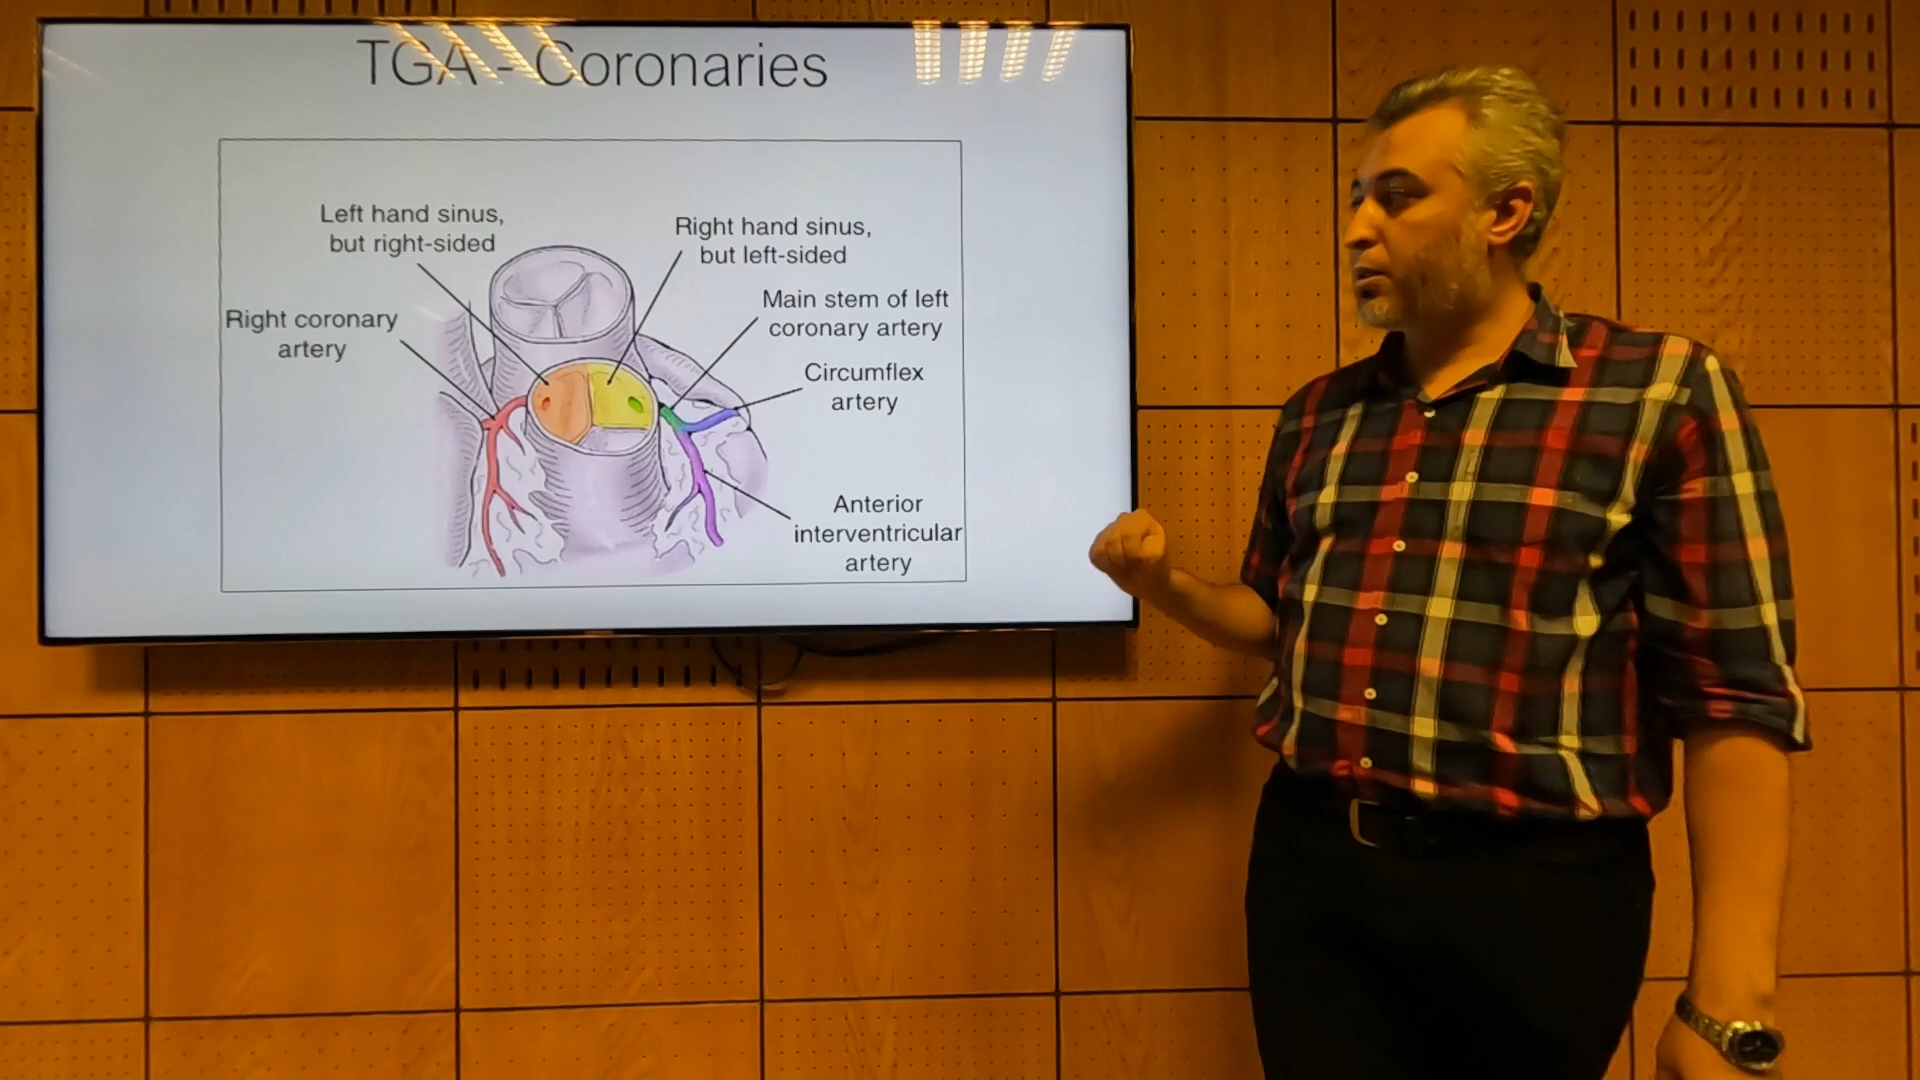 TGA - Coronaries
Left hand sinus,
but right-sided
Right hand sinus,
but left-sided
Right coronary
artery
Main stem of left
coronary artery
Circumflex
artery
Anterior
interventricular
artery